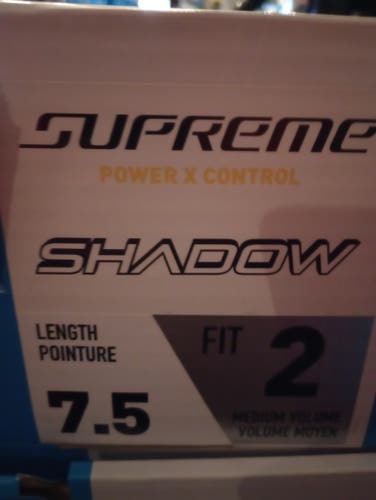 SUPREME
POWER X CONTROL
SHADOW
LENGTH
POINTURE
7.5
FIT 2
MEDIUM VOLUME
VOLUME MOYEN